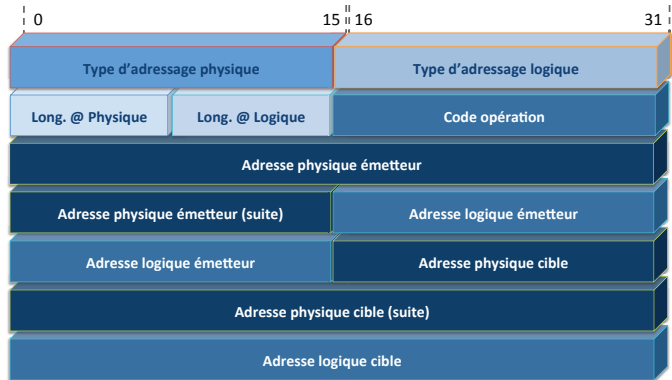 0 15 16 31
Type d'adressage physique Type d'adressage logique
Long. @ Physique Long. @ Logique Code opération
Adresse physique émetteur
Adresse physique émetteur (suite) Adresse logique émetteur
Adresse logique émetteur Adresse physique cible
Adresse physique cible (suite)
Adresse logique cible